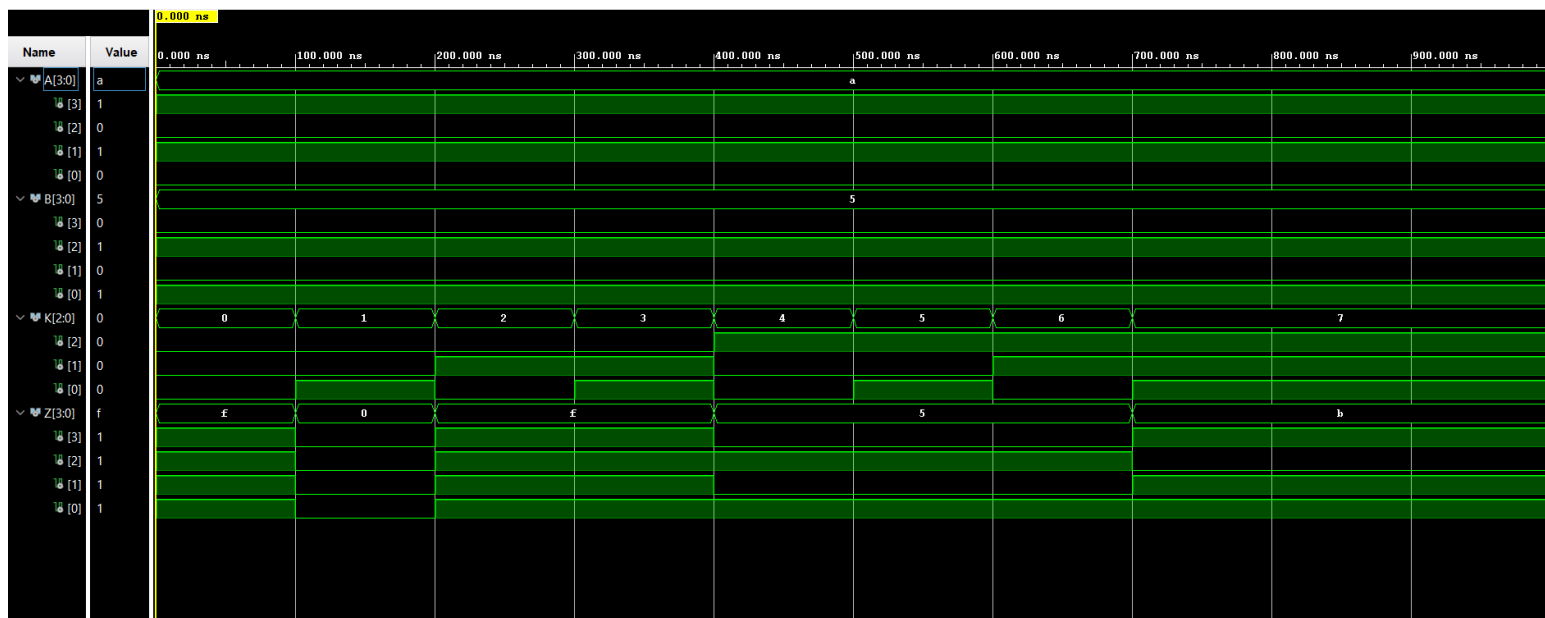 0.000 ns
Name Value
0.000 ns 100.000 ns 200.000 ns 300.000 ns 400.000 ns 500.000 ns 600.000 ns 700.000 ns 800.000 ns 900.000 ns
A[3:0] a a
[3] 1
[2] 0
[1] 1
[0] 0
B[3:0] 5 5
[3] 0
[2] 1
[1] 0
[0] 1
K[2:0] 0 0 1 2 3 4 5 6 7
[2] 0
[1] 0
[0] 0
Z[3:0] f f 0 f 5 b
[3] 1
[2] 1
[1] 1
[0] 1